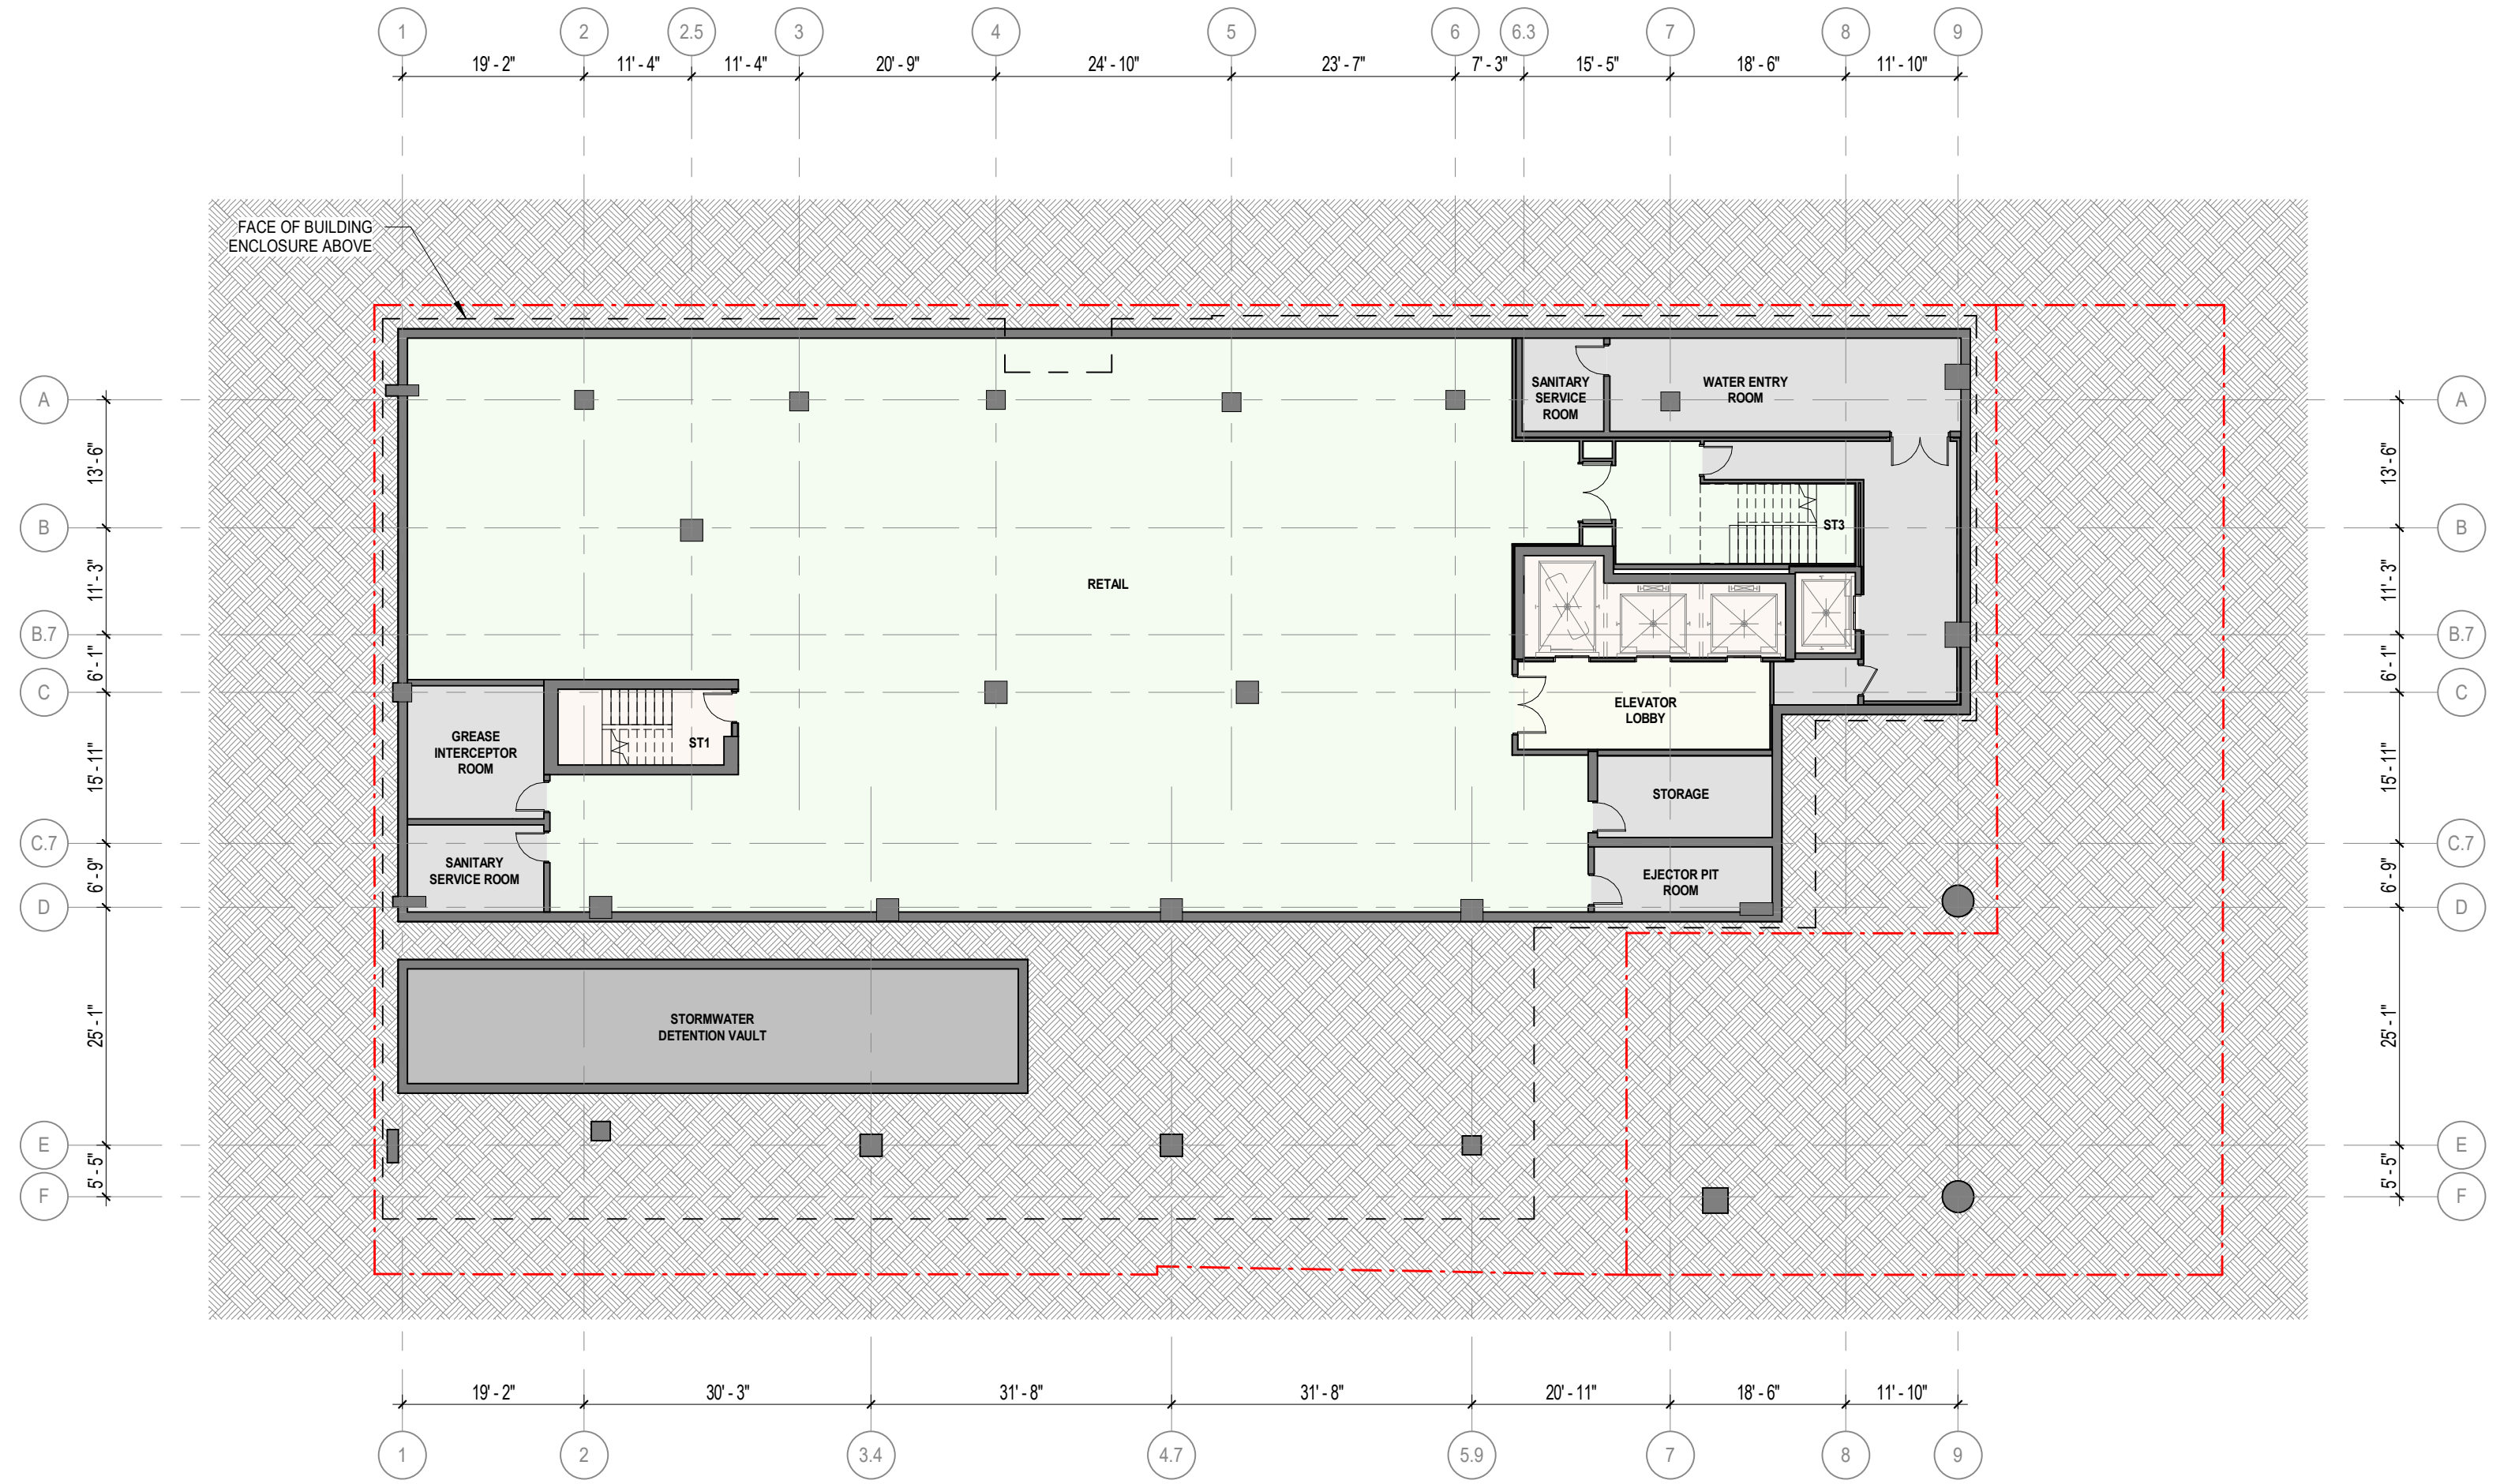 1 2 2.5 3 4 5 6 6.3 7 8 9
19' - 2" 11' - 4" 11' - 4" 20' - 9" 24' - 10" 23' - 7" 7' - 3" 15' - 5" 18' - 6" 11' - 10"
FACE OF BUILDING
ENCLOSURE ABOVE
A
B
B.7
C
C.7
D
E
F
13' - 6"
11' - 3"
6' - 1"
15' - 11"
6' - 9"
25' - 1"
5' - 5"
SANITARY
SERVICE
ROOM
WATER ENTRY
ROOM
ST3
RETAIL
ELEVATOR
LOBBY
GREASE
INTERCEPTOR
ROOM
ST1
STORAGE
SANITARY
SERVICE ROOM
EJECTOR PIT
ROOM
STORMWATER
DETENTION VAULT
A
B
B.7
C
C.7
D
E
F
13' - 6"
11' - 3"
6' - 1"
15' - 11"
6' - 9"
25' - 1"
5' - 5"
19' - 2" 30' - 3" 31' - 8" 31' - 8" 20' - 11" 18' - 6" 11' - 10"
1 2 3.4 4.7 5.9 7 8 9